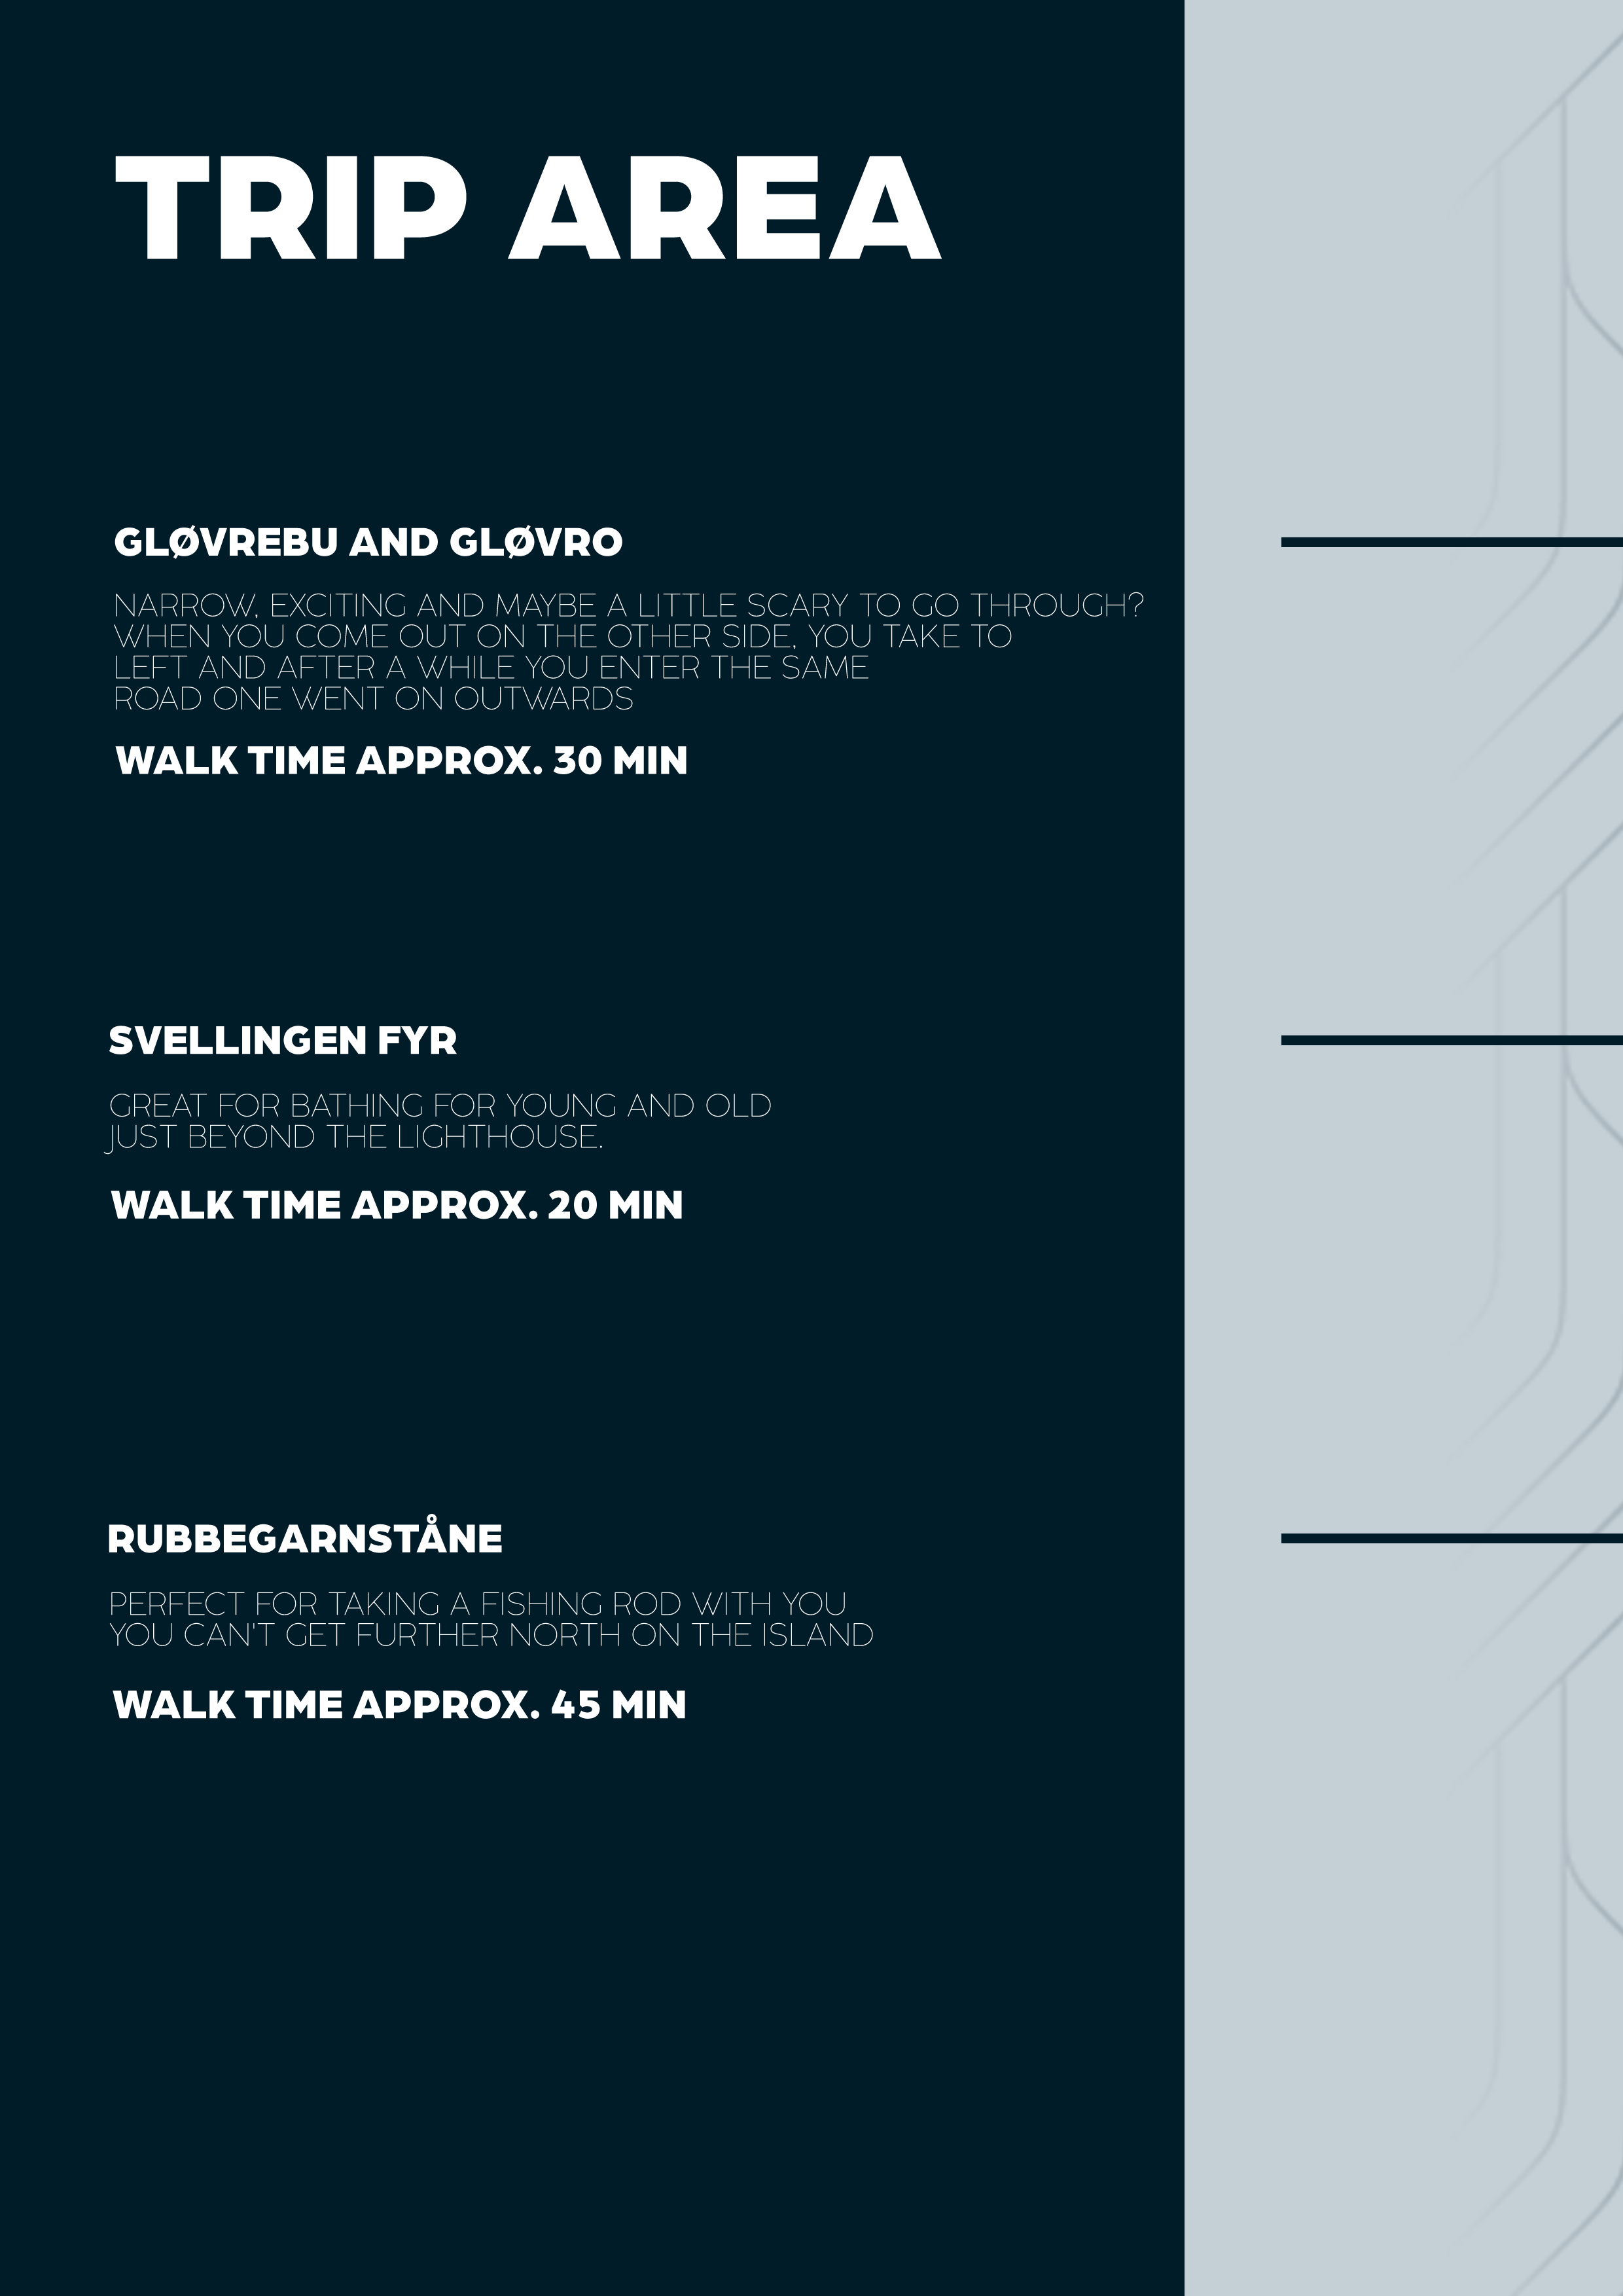 TRIP AREA
GLØVREBU AND GLØVRO
NARROW, EXCITING AND MAYBE A LITTLE SCARY TO GO THROUGH?
WHEN YOU COME OUT ON THE OTHER SIDE, YOU TAKE TO
LEFT AND AFTER A WHILE YOU ENTER THE SAME
ROAD ONE WENT ON OUTWARDS
WALK TIME APPROX. 30 MIN
SVELLINGEN FYR
GREAT FOR BATHING FOR YOUNG AND OLD
JUST BEYOND THE LIGHTHOUSE.
WALK TIME APPROX. 20 MIN
RUBBEGARNSTÅNE
PERFECT FOR TAKING A FISHING ROD WITH YOU
YOU CAN'T GET FURTHER NORTH ON THE ISLAND
WALK TIME APPROX. 45 MIN